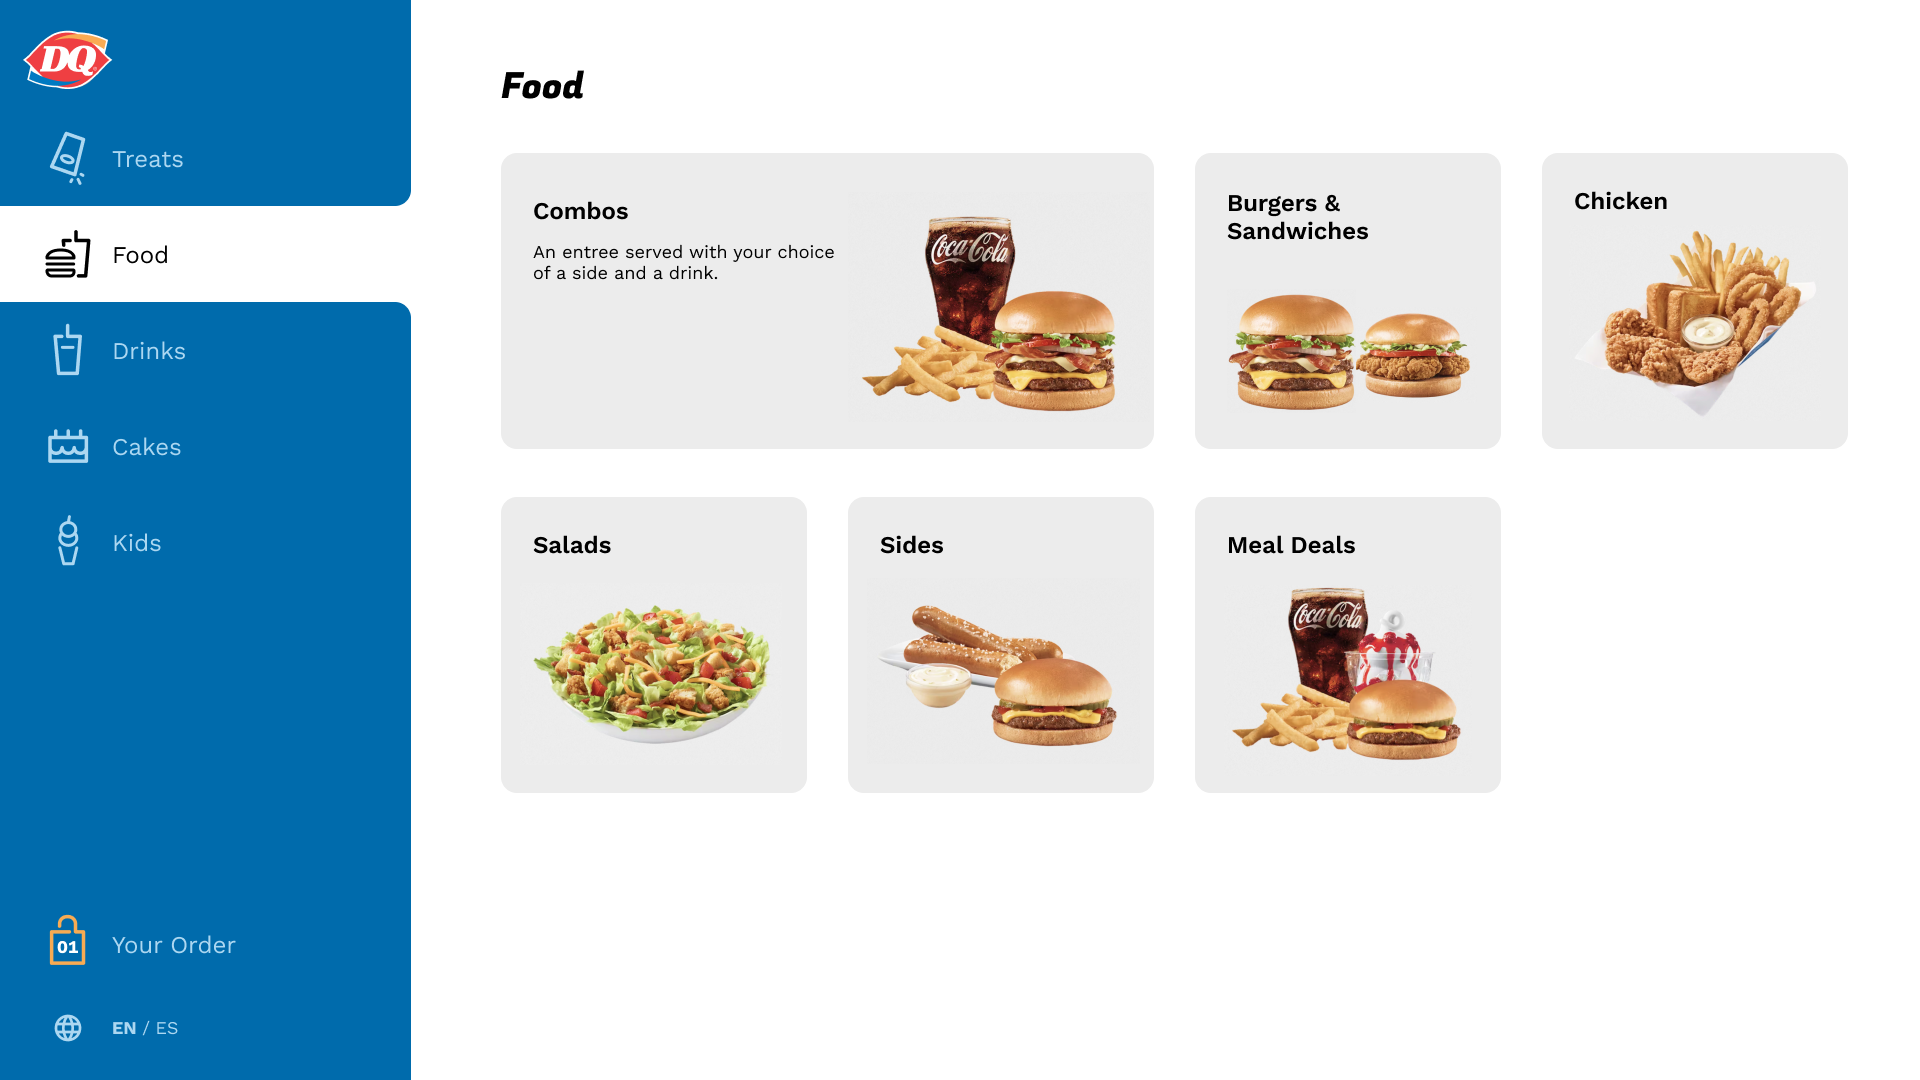 DQ
Treats
Food
Drinks
Cakes
Kids
01
Your Order
EN / ES
Food
Combos
An entree served with your choice
of a side and a drink.
Coca-Cola
Burgers &
Sandwiches
Chicken
Salads
Sides
Meal Deals
Coca-Cola